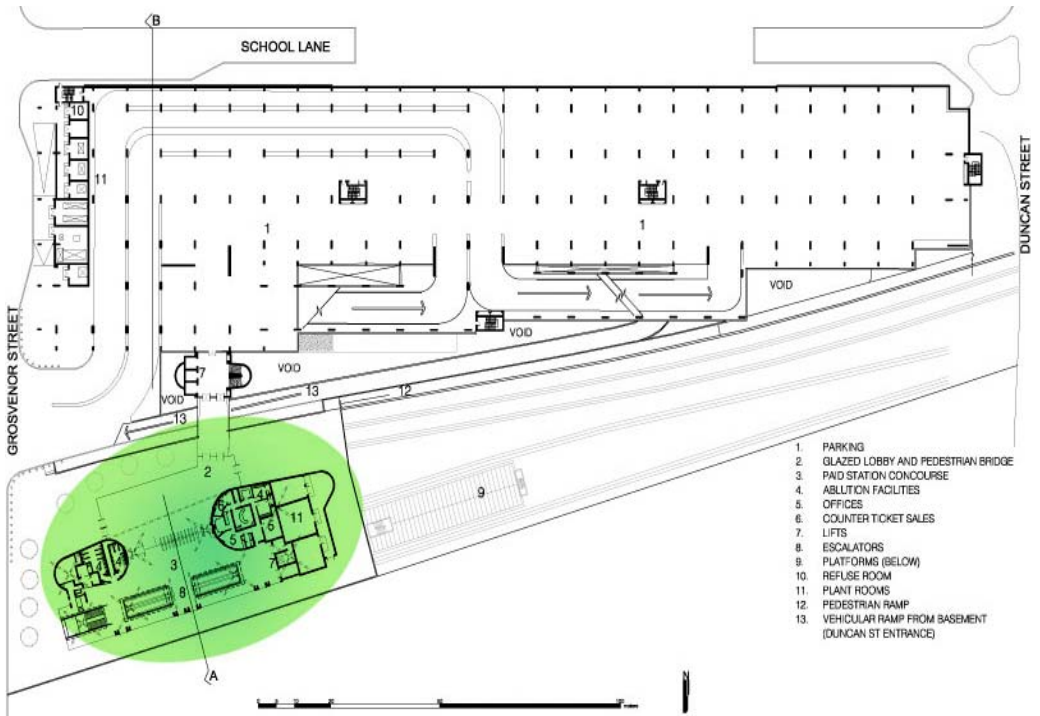 B
SCHOOL LANE
10
11
1
1
DUNCAN STREET
GROSVENOR STREET
VOID
VOID
VOID
VOID
7
13
12
13
2
4
6
6
5
11
7
3
4
4
8
9
A
1. PARKING
2. GLAZED LOBBY AND PEDESTRIAN BRIDGE
3. PAID STATION CONCOURSE
4. ABLUTION FACILITIES
5. OFFICES
6. COUNTER TICKET SALES
7. LIFTS
8. ESCALATORS
9. PLATFORMS (BELOW)
10. REFUSE ROOM
11. PLANT ROOMS
12. PEDESTRIAN RAMP
13. VEHICULAR RAMP FROM BASEMENT
(DUNCAN ST ENTRANCE)
N